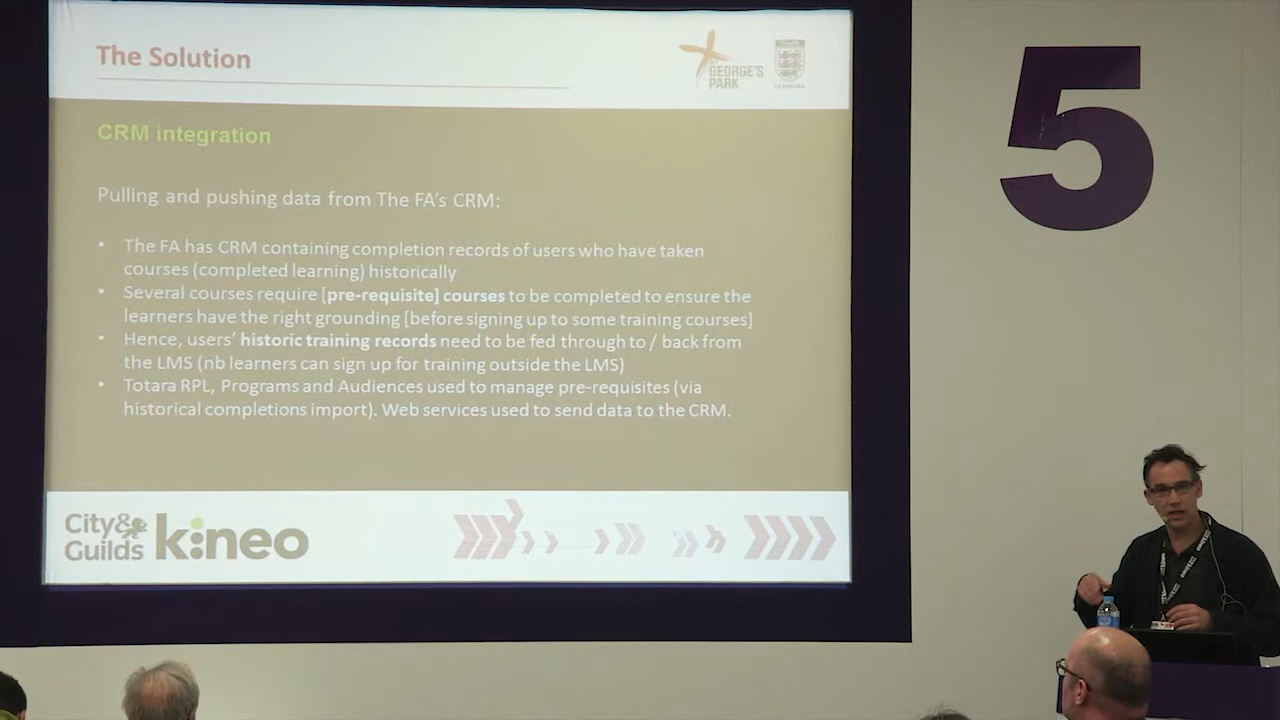 The Solution
GEORGE'S
PARK
CRM integration
Pulling and pushing data from The FA's CRM:
• The FA has CRM containing completion records of users who have taken
courses (completed learning) historically
• Several courses require [pre-requisite] courses to be completed to ensure the
learners have the right grounding [before signing up to some training courses]
• Hence, users' historic training records need to be fed through to / back from
the LMS (nb learners can sign up for training outside the LMS)
• Totara RPL, Programs and Audiences used to manage pre-requisites (via
historical completions import). Web services used to send data to the CRM.
City&
Guilds
kineo
5